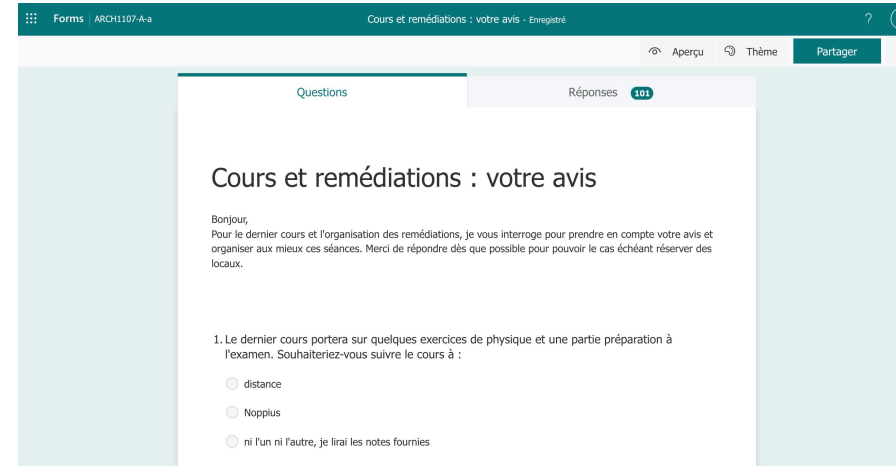 Forms ARCH1107-A-a
Cours et remédiations : votre avis - Enregistré
?
Aperçu
Thème
Partager
Questions
Réponses 101
Cours et remédiations : votre avis
Bonjour,
Pour le dernier cours et l'organisation des remédiations, je vous interroge pour prendre en compte votre avis et
organiser aux mieux ces séances. Merci de répondre dès que possible pour pouvoir le cas échéant réserver des
locaux.
1. Le dernier cours portera sur quelques exercices de physique et une partie préparation à
l'examen. Souhaiteriez-vous suivre le cours à :
distance
Noppius
ni l'un ni l'autre, je lirai les notes fournies